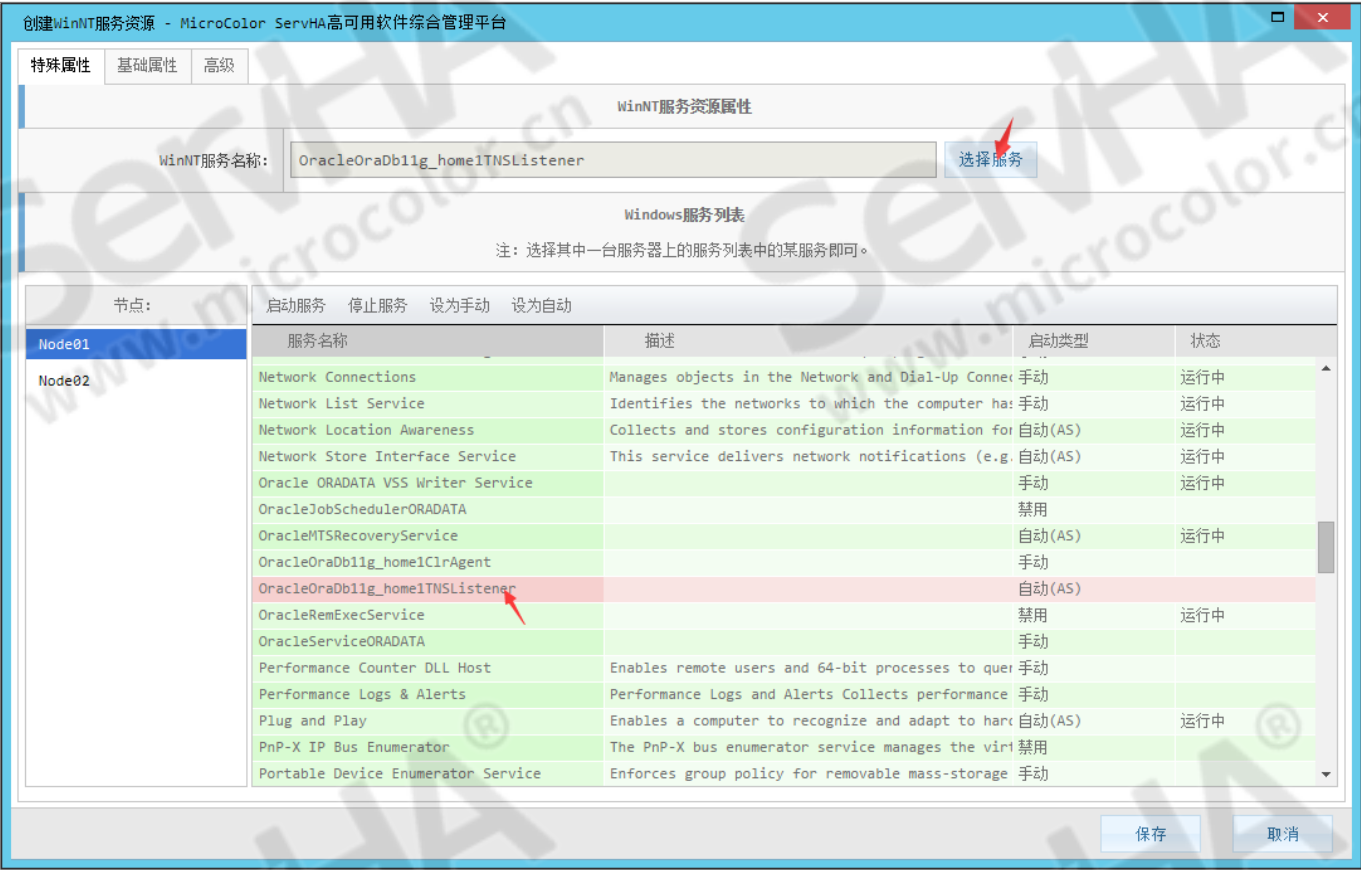 创建WinNT服务资源 - MicroColor ServHA高可用软件综合管理平台
特殊属性 基础属性 高级
WinNT服务资源属性
WinNT服务名称: OracleOraDb11g_home1TNSListener 选择服务
Windows服务列表
注: 选择其中一台服务器上的服务列表中的某服务即可。
节点: 启动服务 停止服务 设为手动 设为自动
服务名称 描述 启动类型 状态
Node01
Node02
Network Connections Manages objects in the Network and Dial-Up Connec 手动 运行中
Network List Service Identifies the networks to which the computer has 手动 运行中
Network Location Awareness Collects and stores configuration information for 自动(AS) 运行中
Network Store Interface Service This service delivers network notifications (e.g. 自动(AS) 运行中
Oracle ORADATA VSS Writer Service 手动 运行中
OracleJobSchedulerORADATA 禁用
OracleMTSRecoveryService 自动(AS) 运行中
OracleOraDb11g_home1ClrAgent 手动
OracleOraDb11g_home1TNSListener 自动(AS)
OracleRemExecService 禁用 运行中
OracleServiceORADATA 手动
Performance Counter DLL Host Enables remote users and 64-bit processes to quer 手动
Performance Logs & Alerts Performance Logs and Alerts Collects performance 手动
Plug and Play Enables a computer to recognize and adapt to hard 自动(AS) 运行中
PnP-X IP Bus Enumerator The PnP-X bus enumerator service manages the virt 禁用
Portable Device Enumerator Service Enforces group policy for removable mass-storage 手动
保存 取消
ServHA®
www.microcolor.cn
ServHA®
www.microcolor.cn